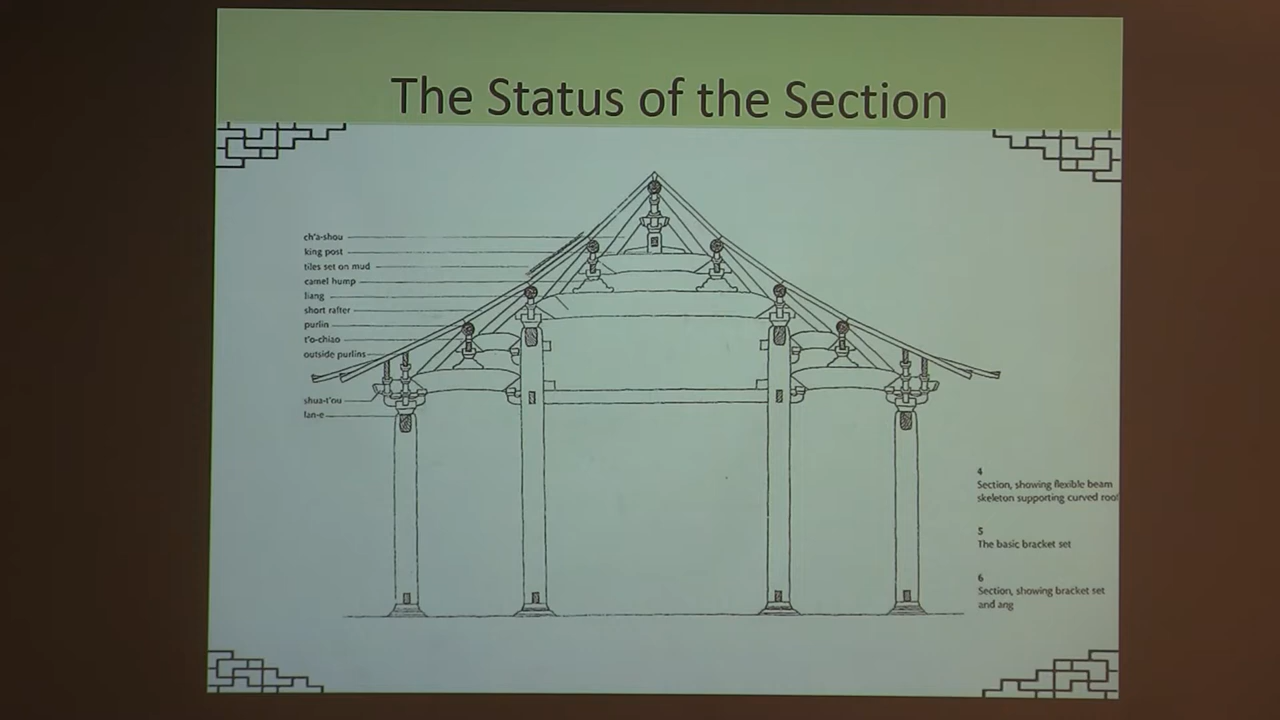 The Status of the Section
ch'a-shou
king post
tiles set on mud
camel hump
liang
short rafter
purlin
t'o-chiao
outside purlins
shua-t'ou
lan-e
4
Section, showing flexible beam
skeleton supporting curved roof
5
The basic bracket set
6
Section, showing bracket set
and ang